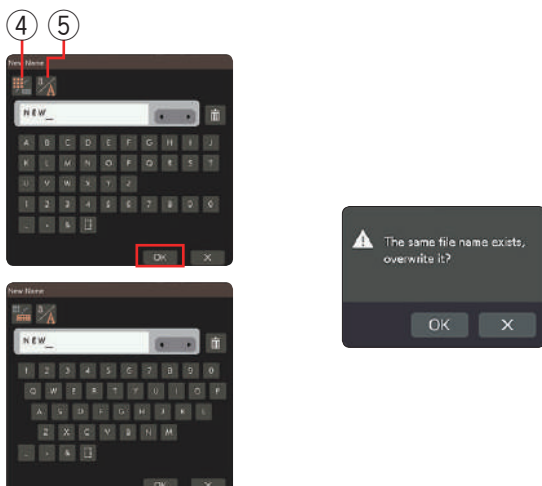 ④ ⑤
New Name
a/A
NEW_
A B C D E F G H I J
K L M N O P Q R S T
U V W X Y Z
1 2 3 4 5 6 7 8 9 0
_ - &
OK X
New Name
a/A
NEW_
1 2 3 4 5 6 7 8 9 0
Q W E R T Y U I O P
A S D F G H J K L
Z X C V B N M
_ - &
OK X
The same file name exists,
overwrite it?
OK X